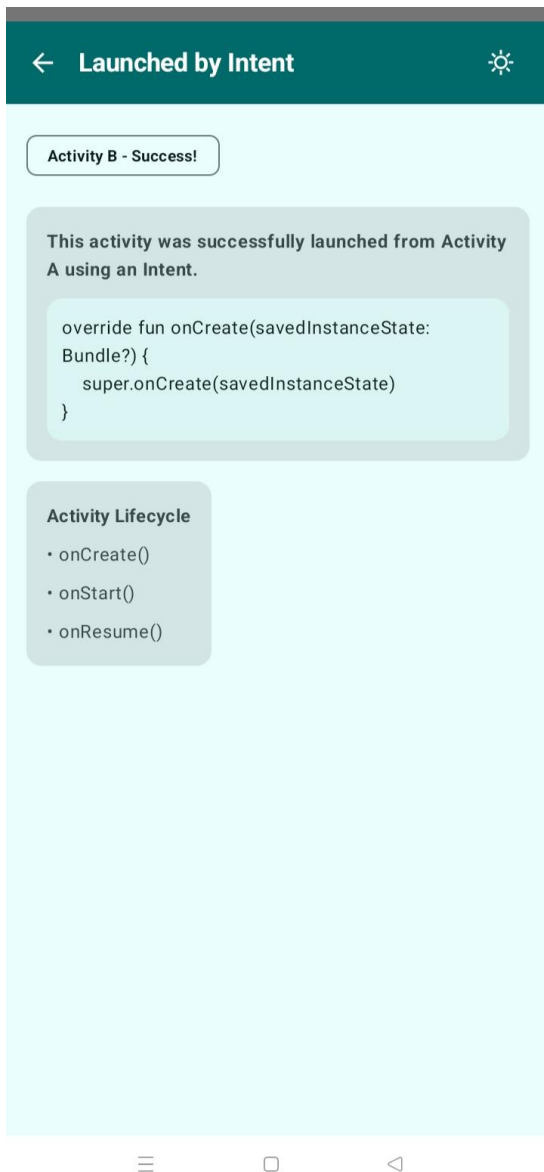 Launched by Intent
Activity B - Success!
This activity was successfully launched from Activity
A using an Intent.
override fun onCreate(savedInstanceState:
Bundle?) {
    super.onCreate(savedInstanceState)
}
Activity Lifecycle
• onCreate()
• onStart()
• onResume()